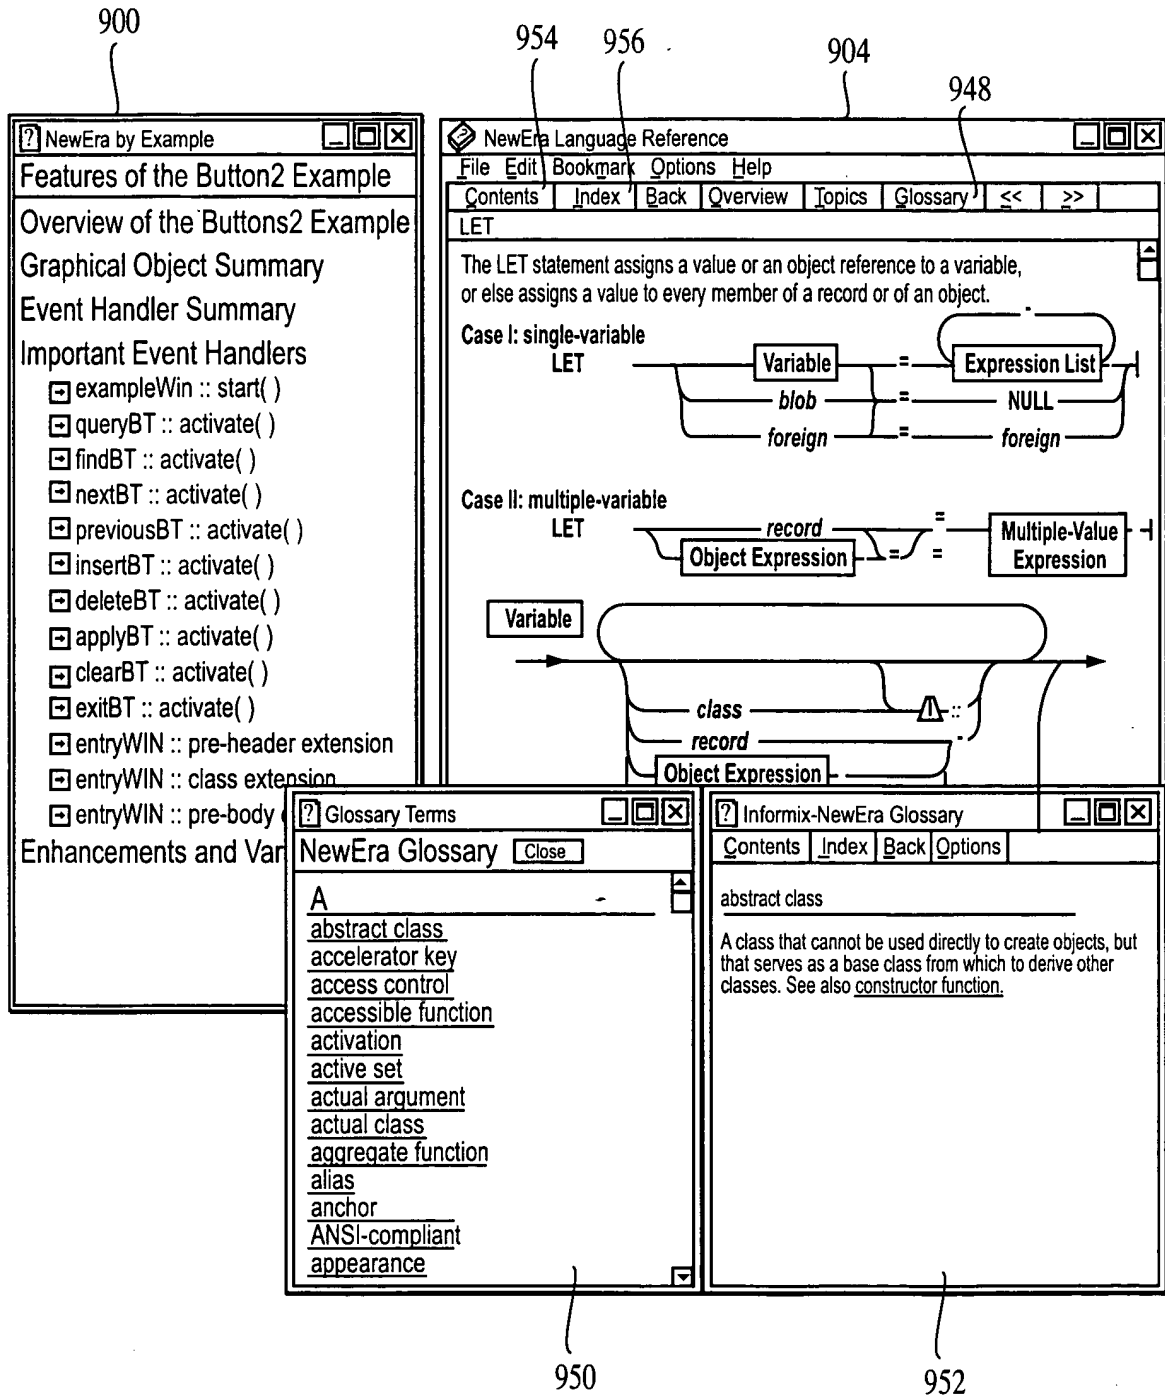 900
954
956
904
948
NewEra by Example
Features of the Button2 Example
Overview of the Buttons2 Example
Graphical Object Summary
Event Handler Summary
Important Event Handlers
exampleWin :: start( )
queryBT :: activate( )
findBT :: activate( )
nextBT :: activate( )
previousBT :: activate( )
insertBT :: activate( )
deleteBT :: activate( )
applyBT :: activate( )
clearBT :: activate( )
exitBT :: activate( )
entryWIN :: pre-header extension
entryWIN :: class extension
entryWIN :: pre-body
Enhancements and Var
NewEra Language Reference
File Edit Bookmark Options Help
Contents Index Back Overview Topics Glossary << >>
LET
The LET statement assigns a value or an object reference to a variable,
or else assigns a value to every member of a record or of an object.
Case I: single-variable
LET Variable = Expression List
blob = NULL
foreign = foreign
Case II: multiple-variable
LET record = Multiple-Value
Object Expression = = Expression
Variable
class ! ::
record
Object Expression
Glossary Terms
NewEra Glossary Close
A
abstract class
accelerator key
access control
accessible function
activation
active set
actual argument
actual class
aggregate function
alias
anchor
ANSI-compliant
appearance
Informix-NewEra Glossary
Contents Index Back Options
abstract class
A class that cannot be used directly to create objects, but
that serves as a base class from which to derive other
classes. See also constructor function.
950
952